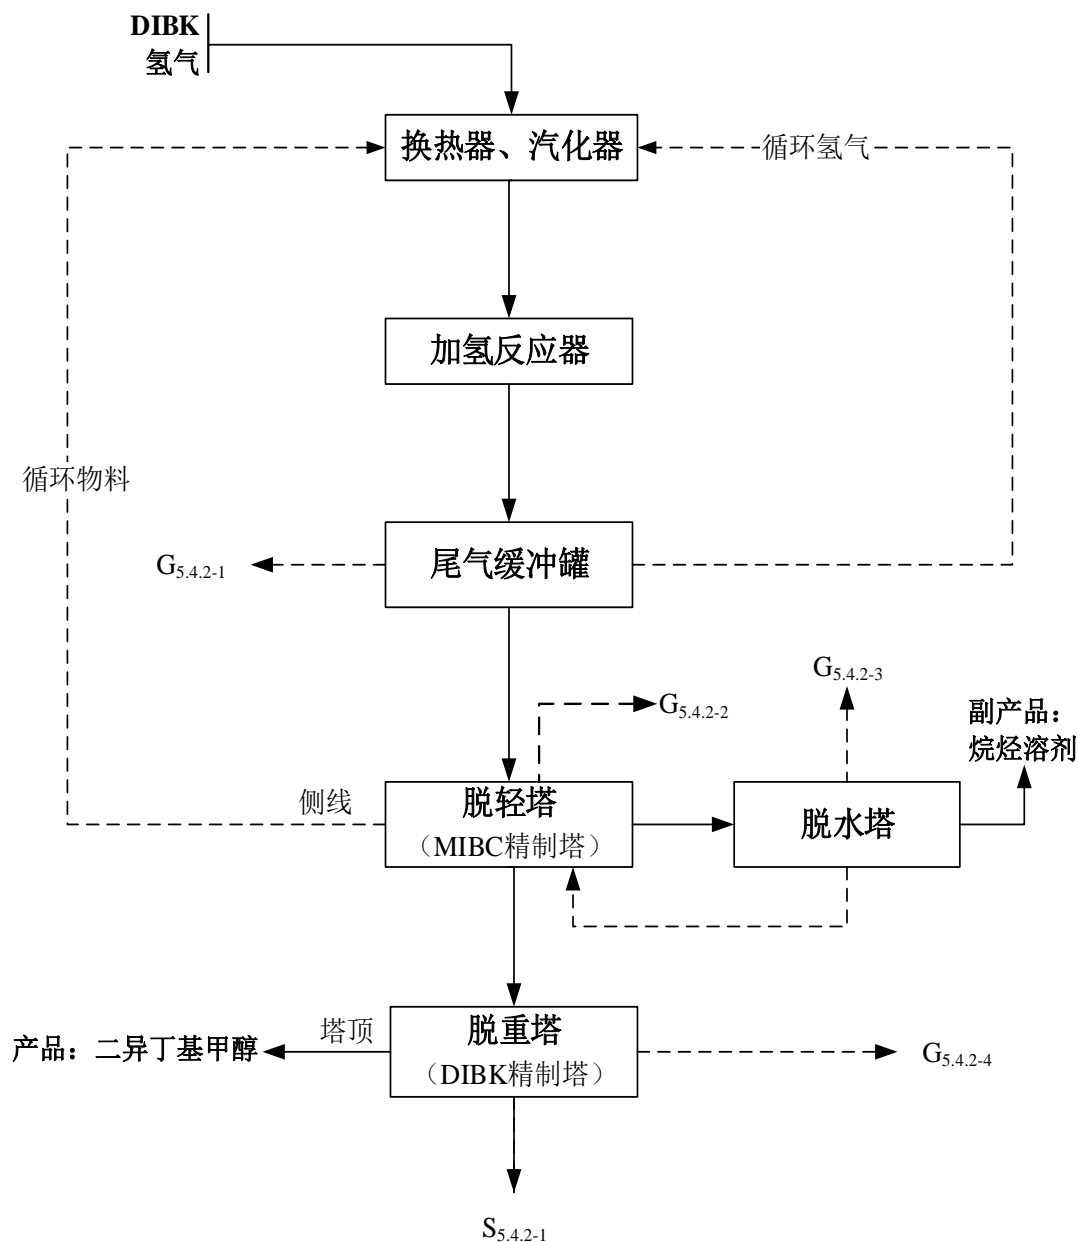 DIBK
氢气
换热器、汽化器
循环氢气
加氢反应器
循环物料
尾气缓冲罐
G5.4.2-1
G5.4.2-3
G5.4.2-2
副产品：
烷烃溶剂
侧线
脱轻塔
（MIBC精制塔）
脱水塔
塔顶
产品：二异丁基甲醇
脱重塔
（DIBK精制塔）
G5.4.2-4
S5.4.2-1